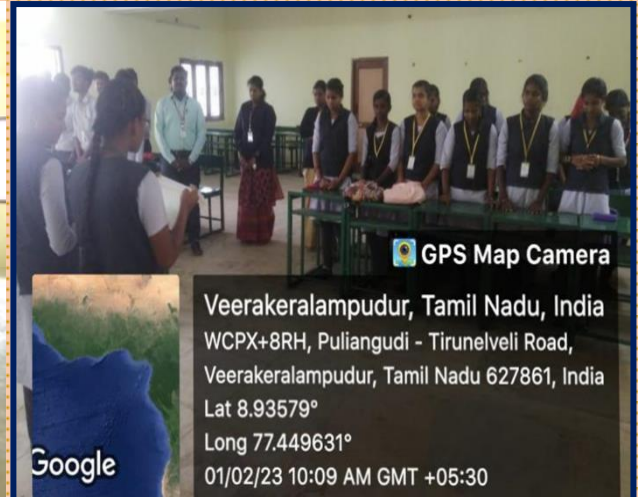 GPS Map Camera
Veerakeralampudur, Tamil Nadu, India
WCPX+8RH, Puliangudi - Tirunelveli Road,
Veerakeralampudur, Tamil Nadu 627861, India
Lat 8.93579°
Long 77.449631°
01/02/23 10:09 AM GMT +05:30
Google